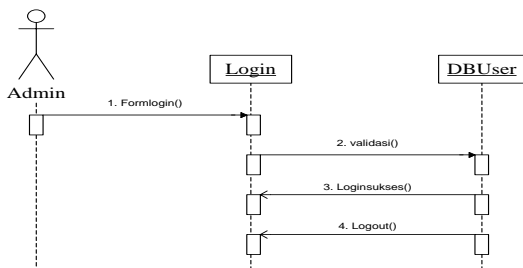 Login
DBUser
Admin
1. Formlogin()
2. validasi()
3. Loginsukses()
4. Logout()